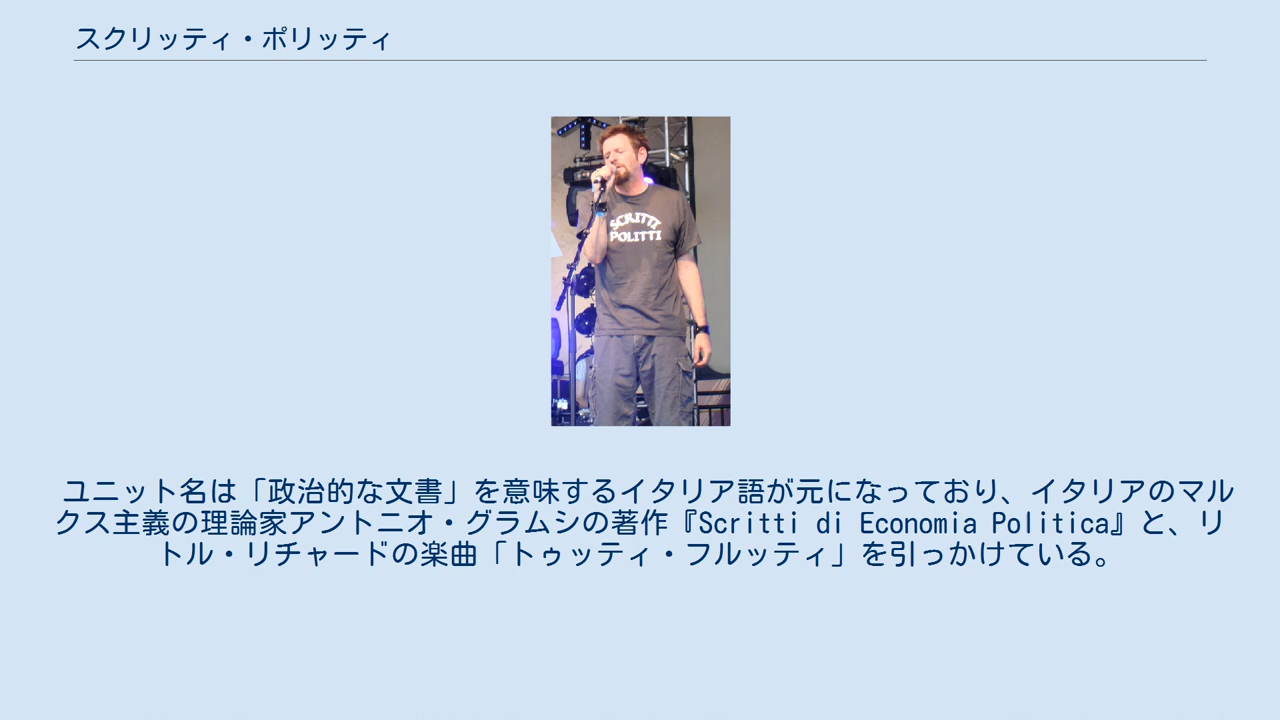 スクリッティ・ポリッティ
SCRITTI
POLITTI
ユニット名は「政治的な文書」を意味するイタリア語が元になっており、イタリアのマル
クス主義の理論家アントニオ・グラムシの著作『Scritti di Economia Politica』と、リ
トル・リチャードの楽曲「トゥッティ・フルッティ」を引っかけている。